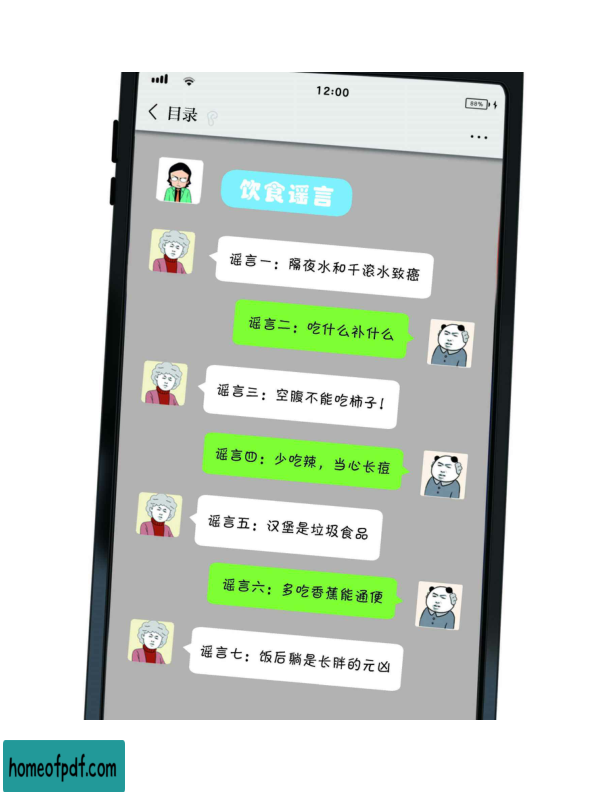 12:00
88%
目录
饮食谣言
谣言一：隔夜水和千滚水致癌
谣言二：吃什么补什么
谣言三：空腹不能吃柿子！
谣言四：少吃辣，当心长痘
谣言五：汉堡是垃圾食品
谣言六：多吃香蕉能通便
谣言七：饭后躺是长胖的元凶
homeofpdf.com